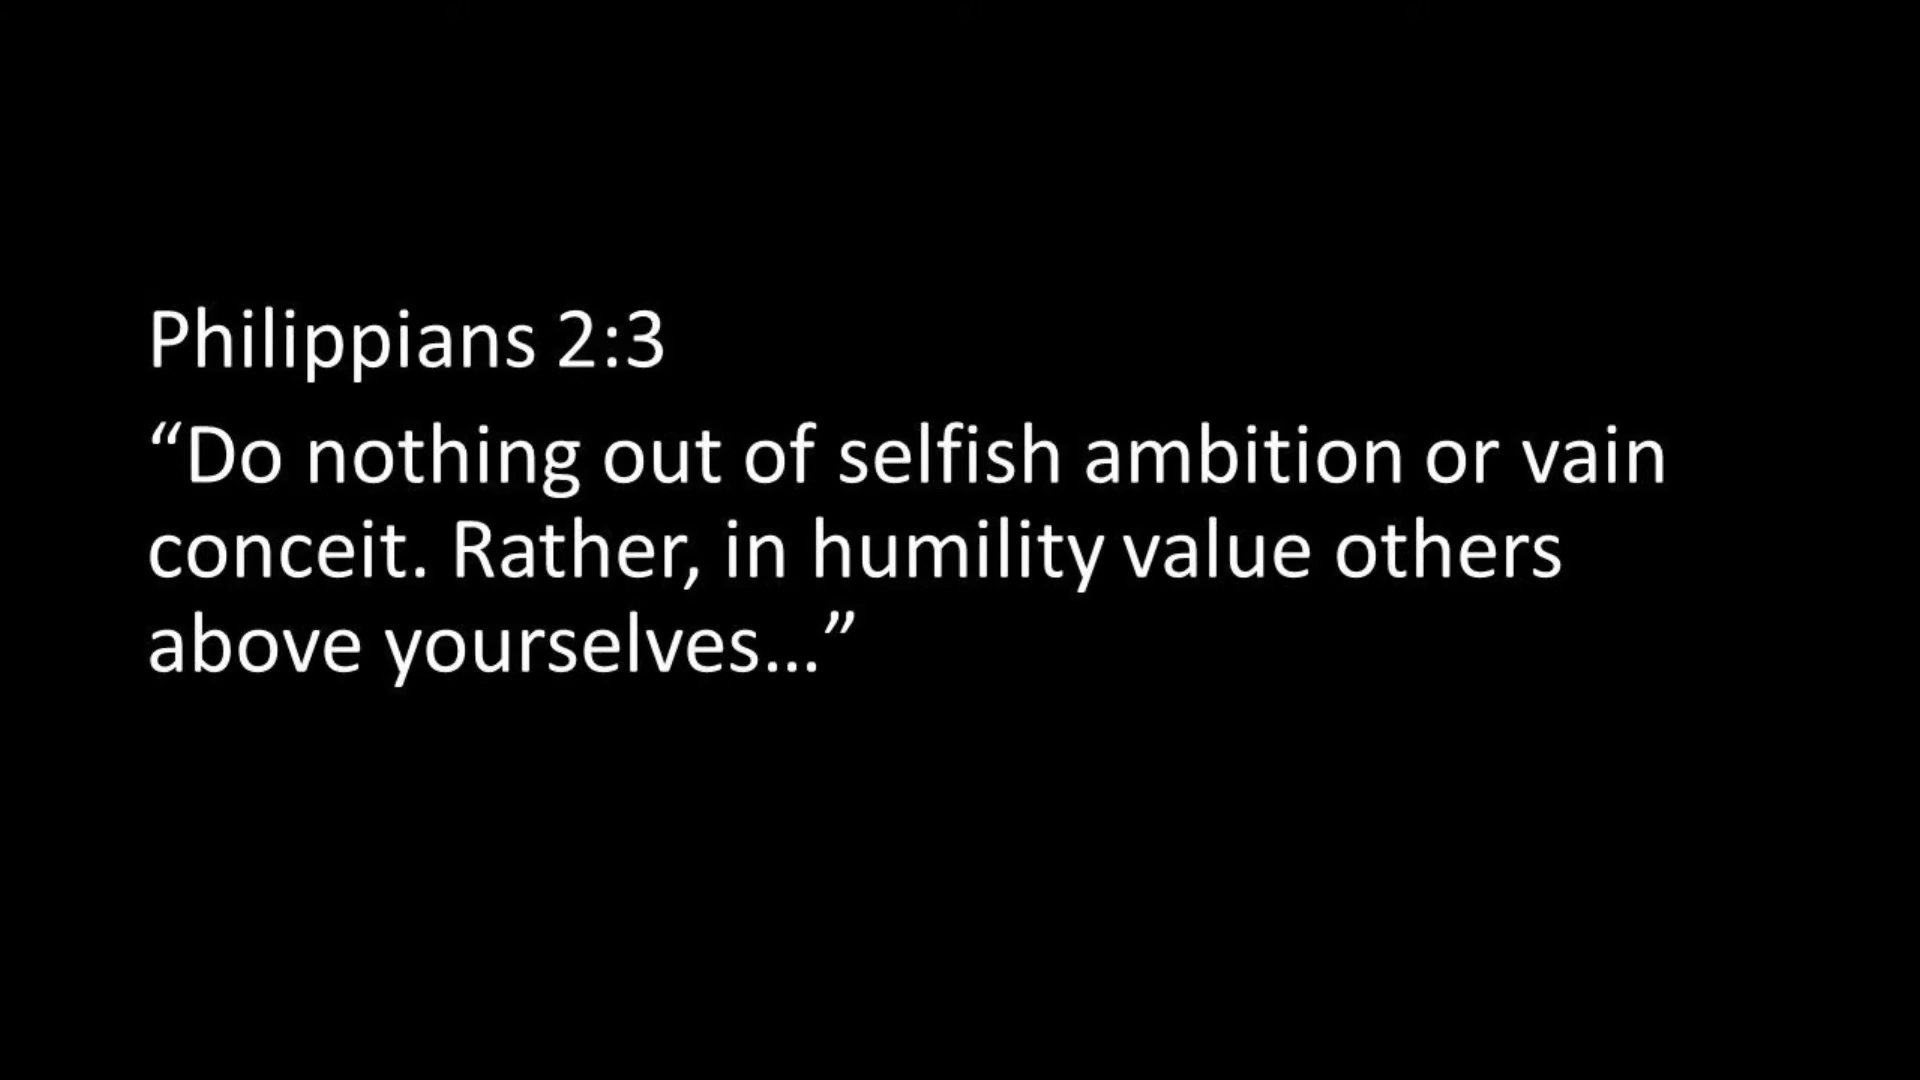 Philippians 2:3
“Do nothing out of selfish ambition or vain
conceit. Rather, in humility value others
above yourselves…”